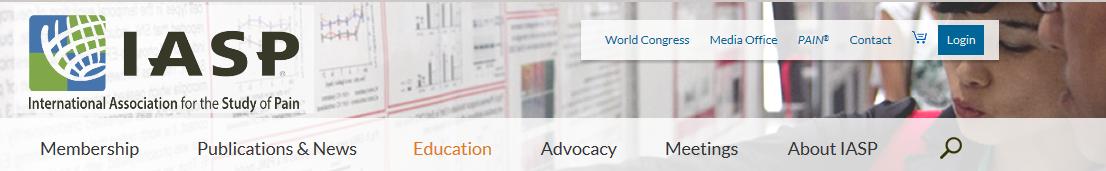 World Congress Media Office PAIN® Contact Login
IASP®
International Association for the Study of Pain
Membership Publications & News Education Advocacy Meetings About IASP